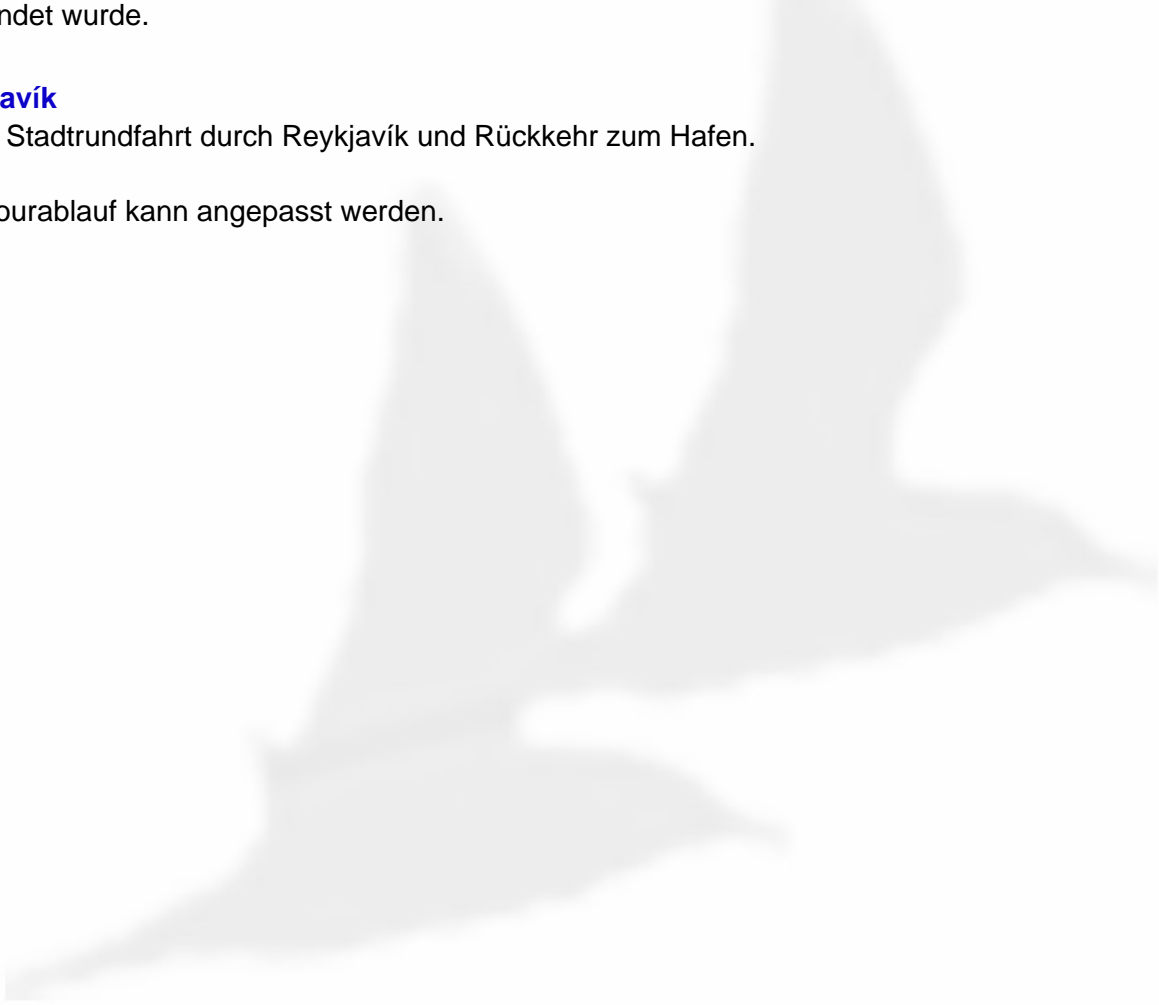 ndet wurde.
avík
Stadtrundfahrt durch Reykjavík und Rückkehr zum Hafen.
ourablauf kann angepasst werden.